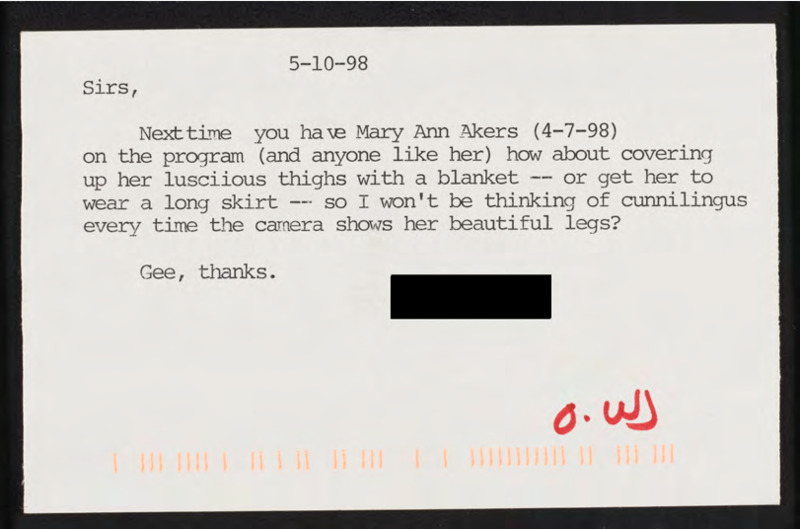 5-10-98
Sirs,
Next time you have Mary Ann Akers (4-7-98)
on the program (and anyone like her) how about covering
up her lusciious thighs with a blanket -- or get her to
wear a long skirt -- so I won't be thinking of cunnilingus
every time the camera shows her beautiful legs?
Gee, thanks.